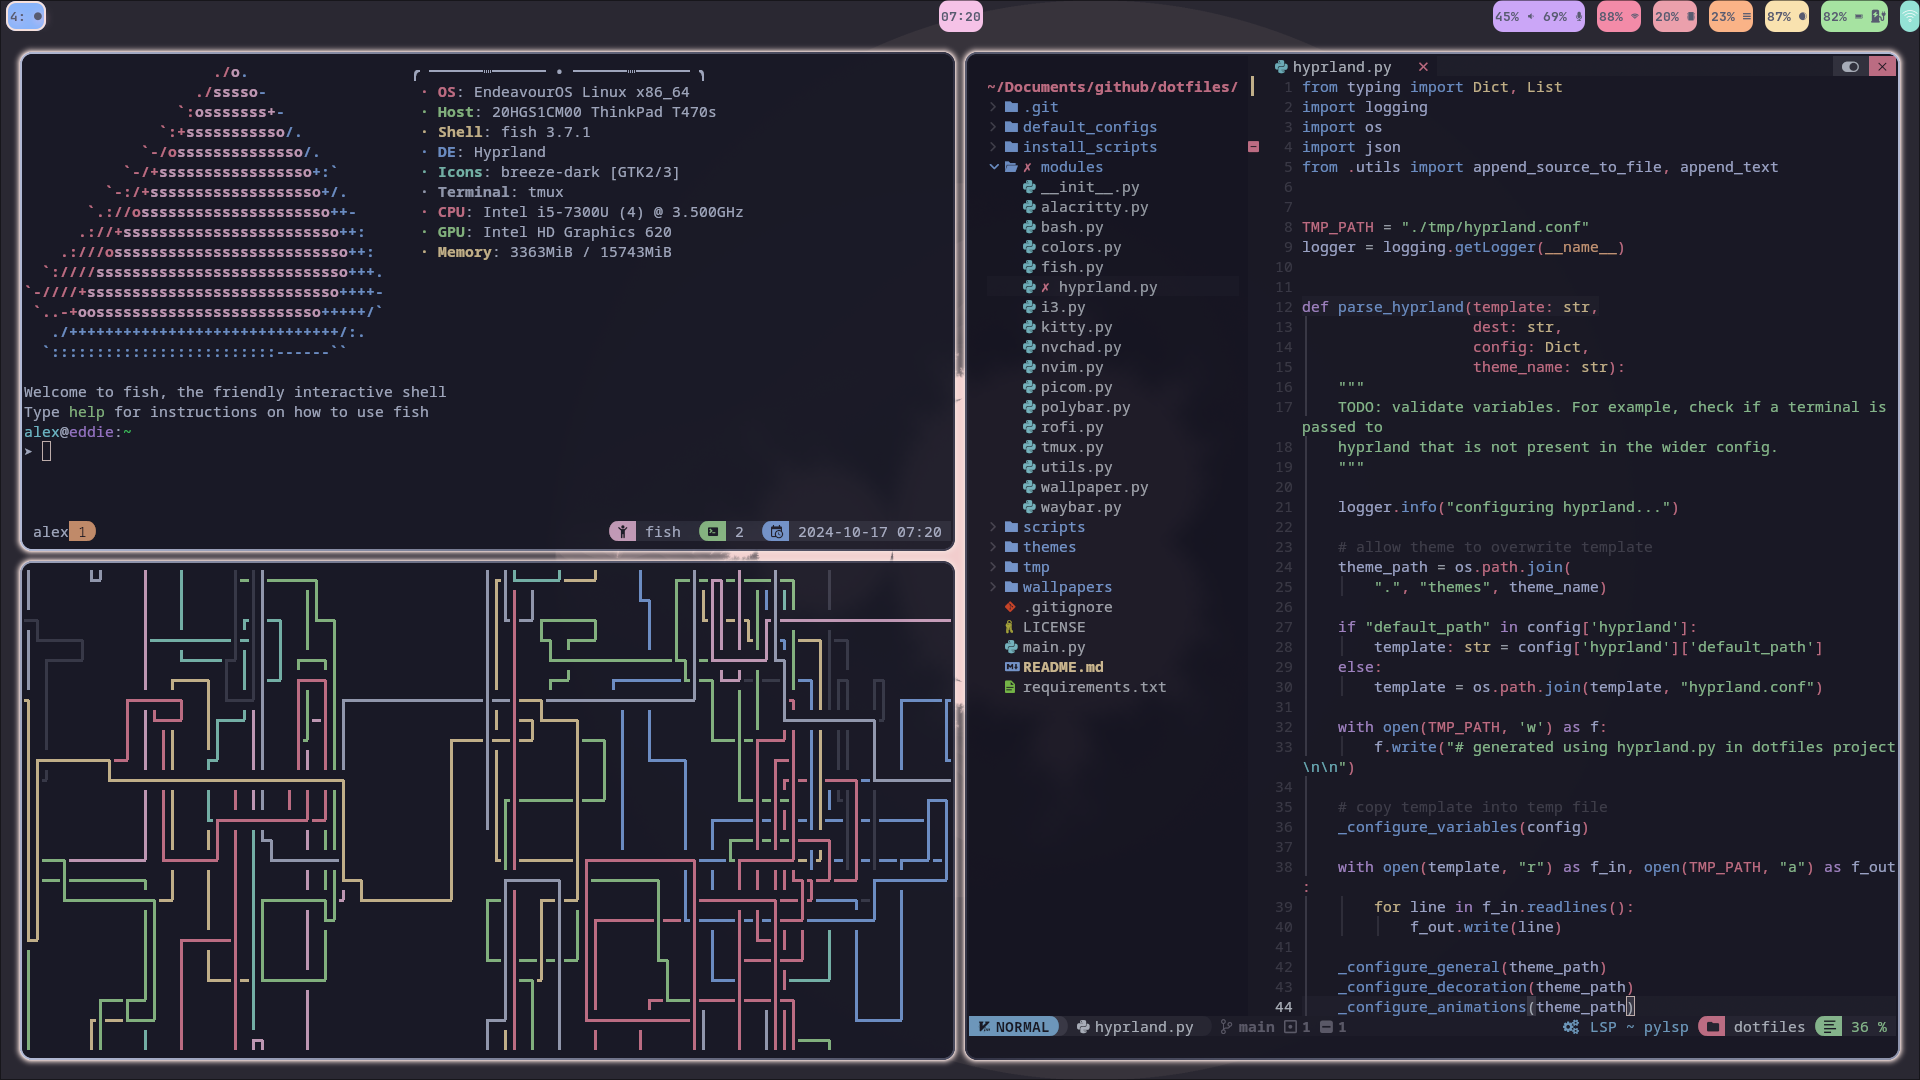 4:
07:20
45% 69%
88%
20%
23%
87%
82%
./o.
./sssso-
`:osssssss+-
`:+sssssssssso/.
`-/ossssssssssssso/.
`-/+sssssssssssssssso+:`
`-:/+sssssssssssssssssso+/.
`.://osssssssssssssssssssso++-
.://+ssssssssssssssssssssssso++:
.:///ossssssssssssssssssssssssso++:
`:////ssssssssssssssssssssssssssso+++.
`-////+ssssssssssssssssssssssssssso++++-
`..-+oosssssssssssssssssssssssso+++++/`
./++++++++++++++++++++++++++++++/:.
`:::::::::::::::::::::::::------``
OS: EndeavourOS Linux x86_64
Host: 20HGS1CM00 ThinkPad T470s
Shell: fish 3.7.1
DE: Hyprland
Icons: breeze-dark [GTK2/3]
Terminal: tmux
CPU: Intel i5-7300U (4) @ 3.500GHz
GPU: Intel HD Graphics 620
Memory: 3363MiB / 15743MiB
Welcome to fish, the friendly interactive shell
Type help for instructions on how to use fish
alex@eddie:~
➤
alex 1
fish 2 2024-10-17 07:20
~/Documents/github/dotfiles/
.git
default_configs
install_scripts
✗ modules
__init__.py
alacritty.py
bash.py
colors.py
fish.py
✗ hyprland.py
i3.py
kitty.py
nvchad.py
nvim.py
picom.py
polybar.py
rofi.py
tmux.py
utils.py
wallpaper.py
waybar.py
scripts
themes
tmp
wallpapers
.gitignore
LICENSE
main.py
README.md
requirements.txt
hyprland.py
1 from typing import Dict, List
2 import logging
3 import os
4 import json
5 from .utils import append_source_to_file, append_text
6
7
8 TMP_PATH = "./tmp/hyprland.conf"
9 logger = logging.getLogger(__name__)
10
11
12 def parse_hyprland(template: str,
13 dest: str,
14 config: Dict,
15 theme_name: str):
16 """
17 TODO: validate variables. For example, check if a terminal is
passed to
18 hyprland that is not present in the wider config.
19 """
20
21 logger.info("configuring hyprland...")
22
23 # allow theme to overwrite template
24 theme_path = os.path.join(
25 ".", "themes", theme_name)
26
27 if "default_path" in config['hyprland']:
28 template: str = config['hyprland']['default_path']
29 else:
30 template = os.path.join(template, "hyprland.conf")
31
32 with open(TMP_PATH, 'w') as f:
33 f.write("# generated using hyprland.py in dotfiles project
\n\n")
34
35 # copy template into temp file
36 _configure_variables(config)
37
38 with open(template, "r") as f_in, open(TMP_PATH, "a") as f_out
:
39 for line in f_in.readlines():
40 f_out.write(line)
41
42 _configure_general(theme_path)
43 _configure_decoration(theme_path)
44 _configure_animations(theme_path)
NORMAL hyprland.py main 1 1 LSP ~ pylsp dotfiles 36 %